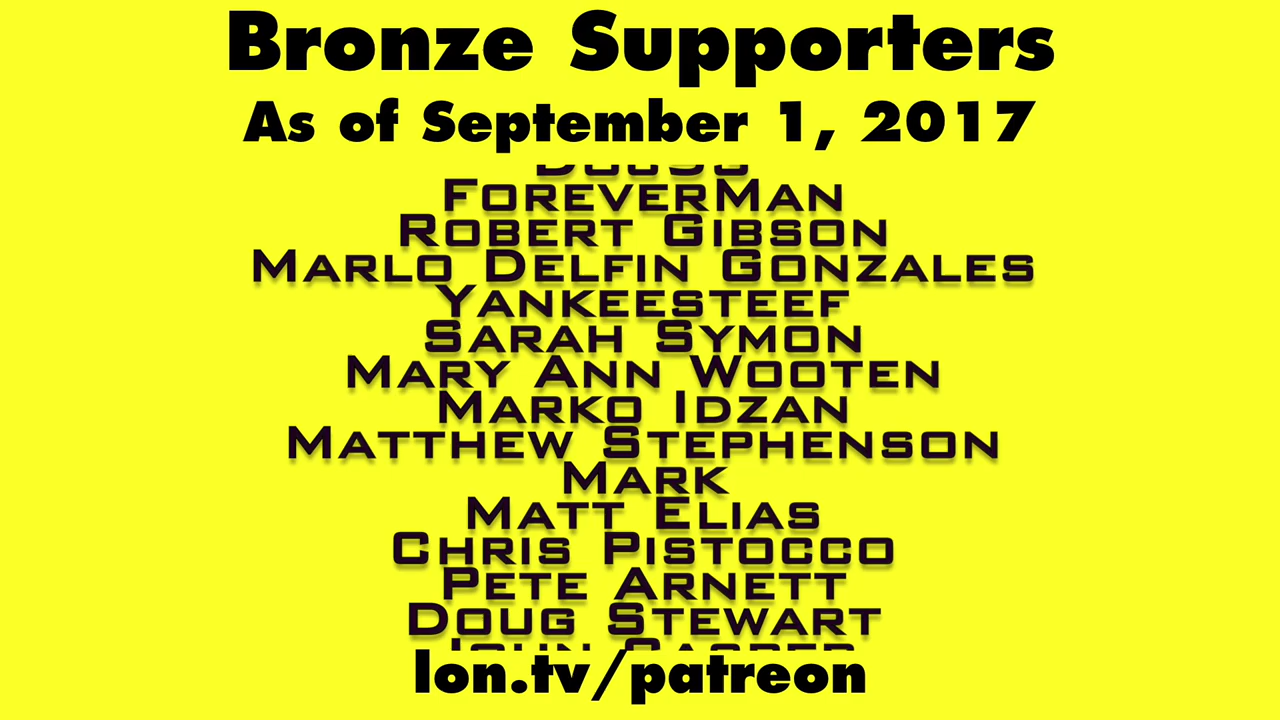 Bronze Supporters
As of September 1, 2017
ForeverMan
Robert Gibson
Marlo Delfin Gonzales
Yankeesteef
Sarah Symon
Mary Ann Wooten
Marko Idzan
Matthew Stephenson
Mark
Matt Elias
Chris Pistocco
Pete Arnett
Doug Stewart
lon.tv/patreon